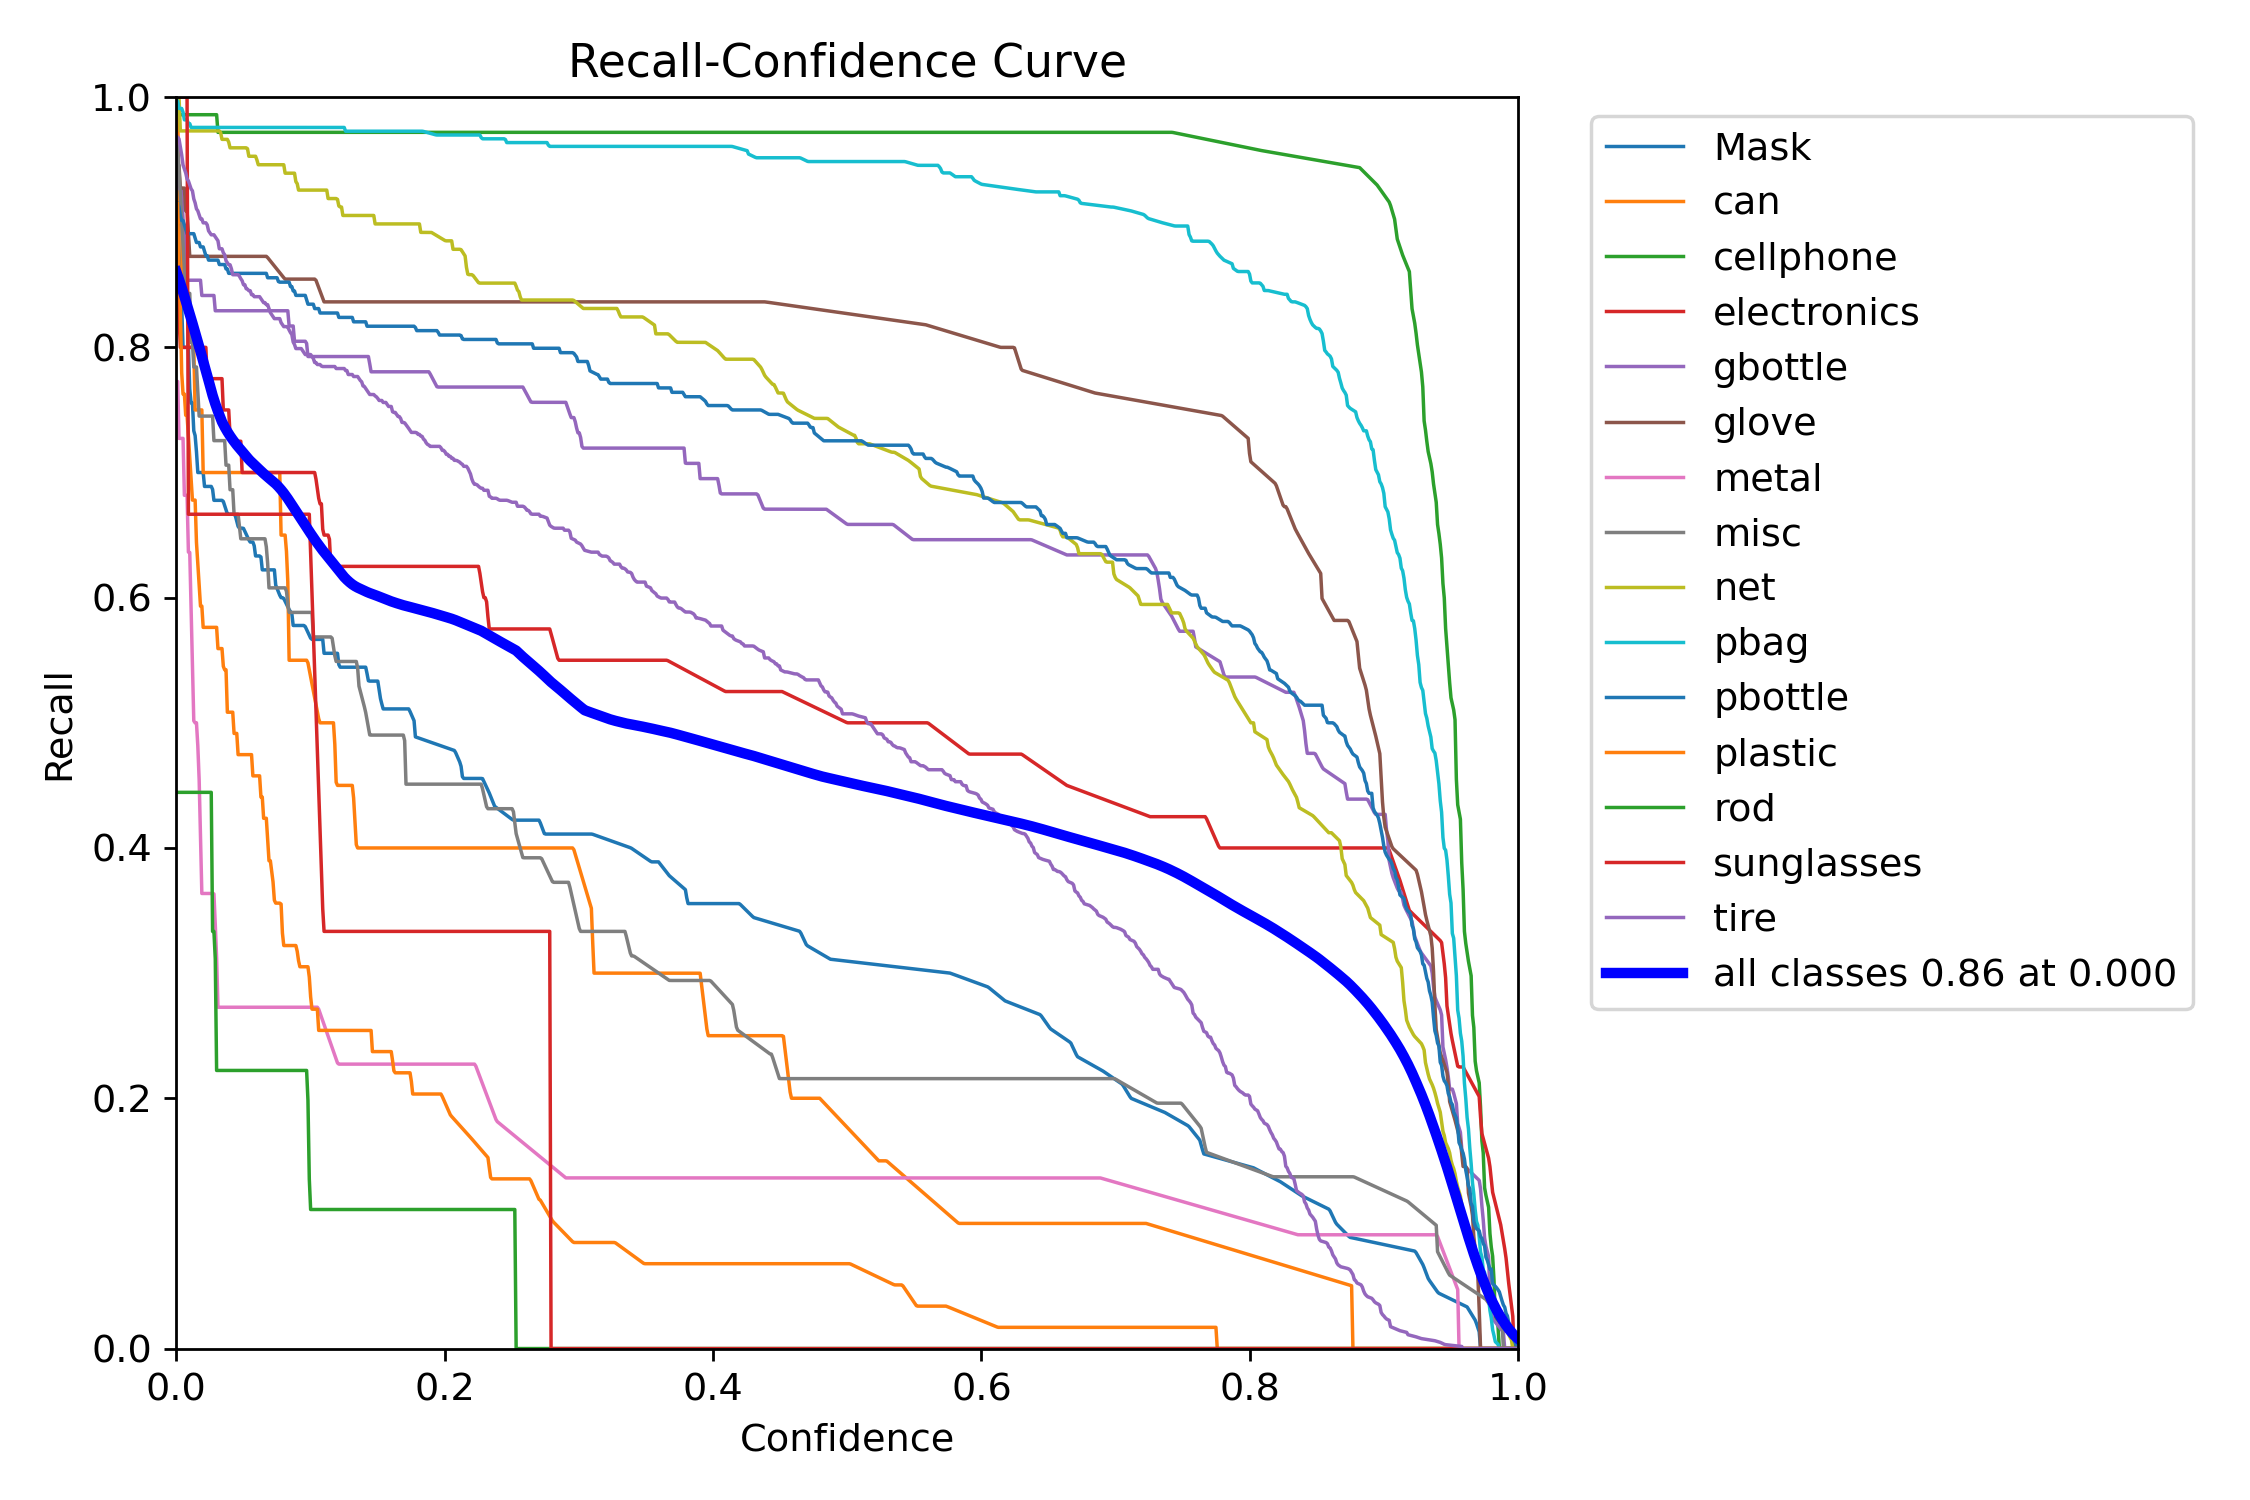 Recall-Confidence Curve
1.0
0.8
0.6
0.4
0.2
0.0
Recall
0.0 0.2 0.4 0.6 0.8 1.0
Confidence
Mask
can
cellphone
electronics
gbottle
glove
metal
misc
net
pbag
pbottle
plastic
rod
sunglasses
tire
all classes 0.86 at 0.000